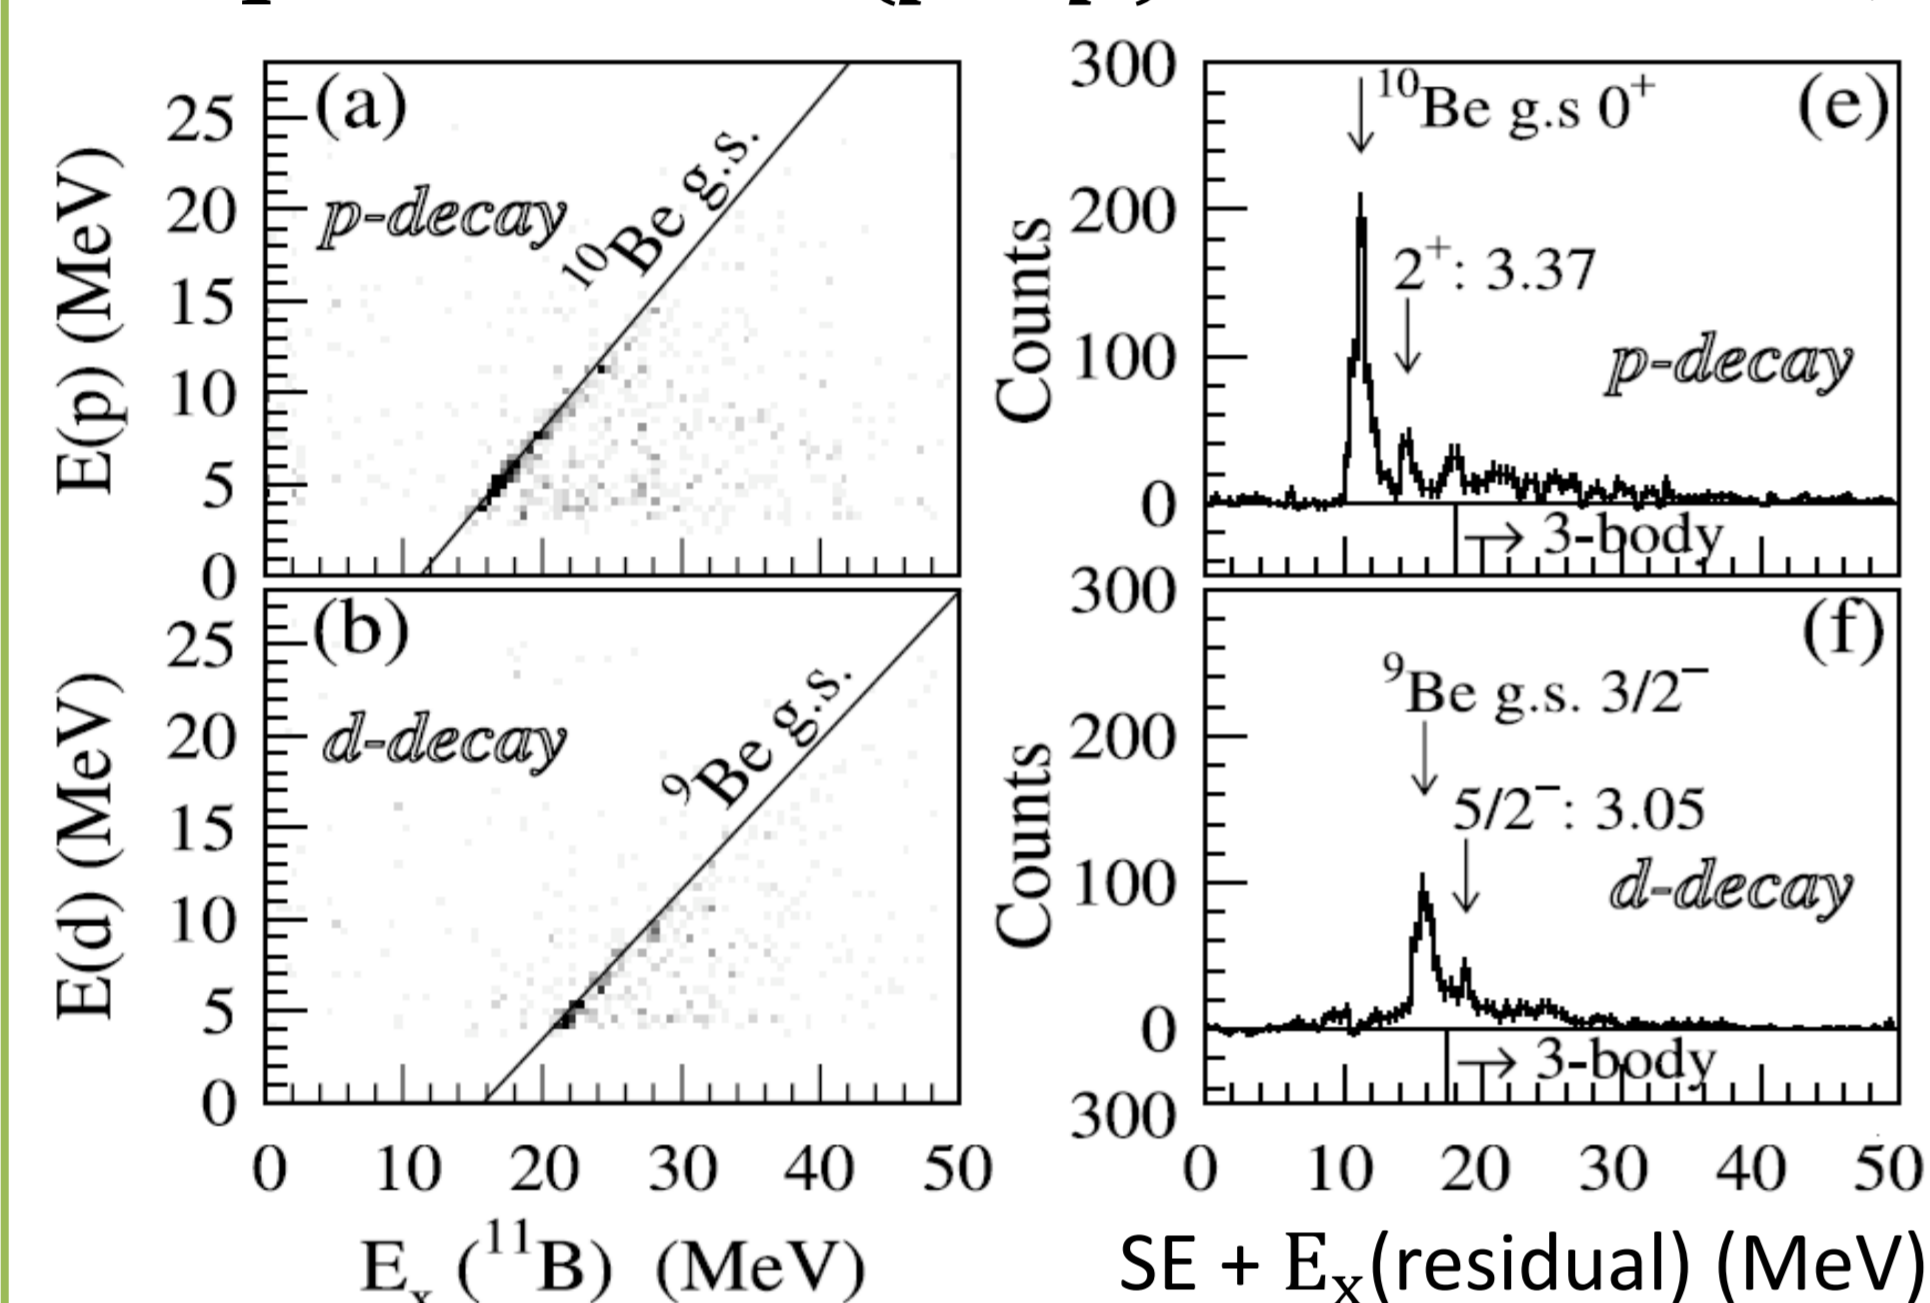 (a)
p-decay
¹⁰Be g.s.
E(p) (MeV)
25
20
15
10
5
0
(b)
d-decay
⁹Be g.s.
E(d) (MeV)
25
20
15
10
5
0
0 10 20 30 40 50
Eₓ (¹¹B) (MeV)
(e)
¹⁰Be g.s 0⁺
2⁺: 3.37
p-decay
→ 3-body
Counts
300
200
100
0
(f)
⁹Be g.s. 3/2⁻
5/2⁻: 3.05
d-decay
→ 3-body
Counts
300
200
100
0
300
0 10 20 30 40 50
SE + Eₓ(residual) (MeV)